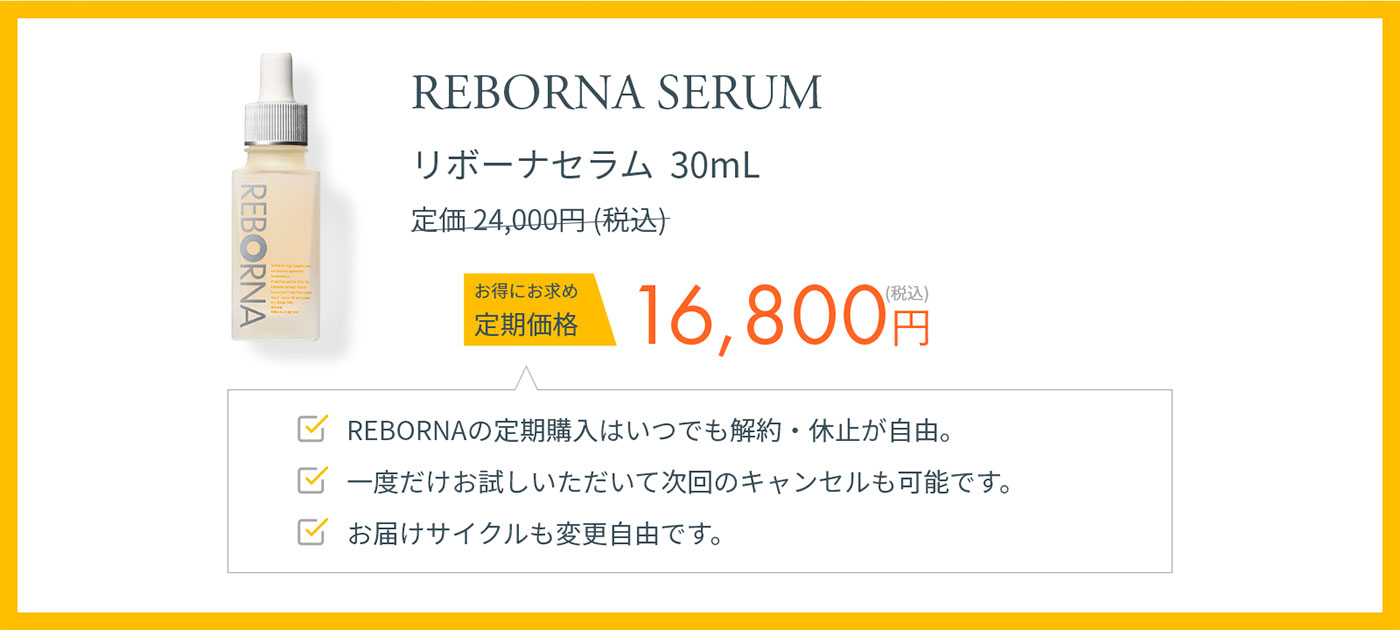 REBORNA SERUM
リボーナセラム 30mL
定価 24,000円 (税込)
お得にお求め
定期価格
16,800円
(税込)
REBORNA
REBORNAの定期購入はいつでも解約・休止が自由。
一度だけお試しいただいて次回のキャンセルも可能です。
お届けサイクルも変更自由です。